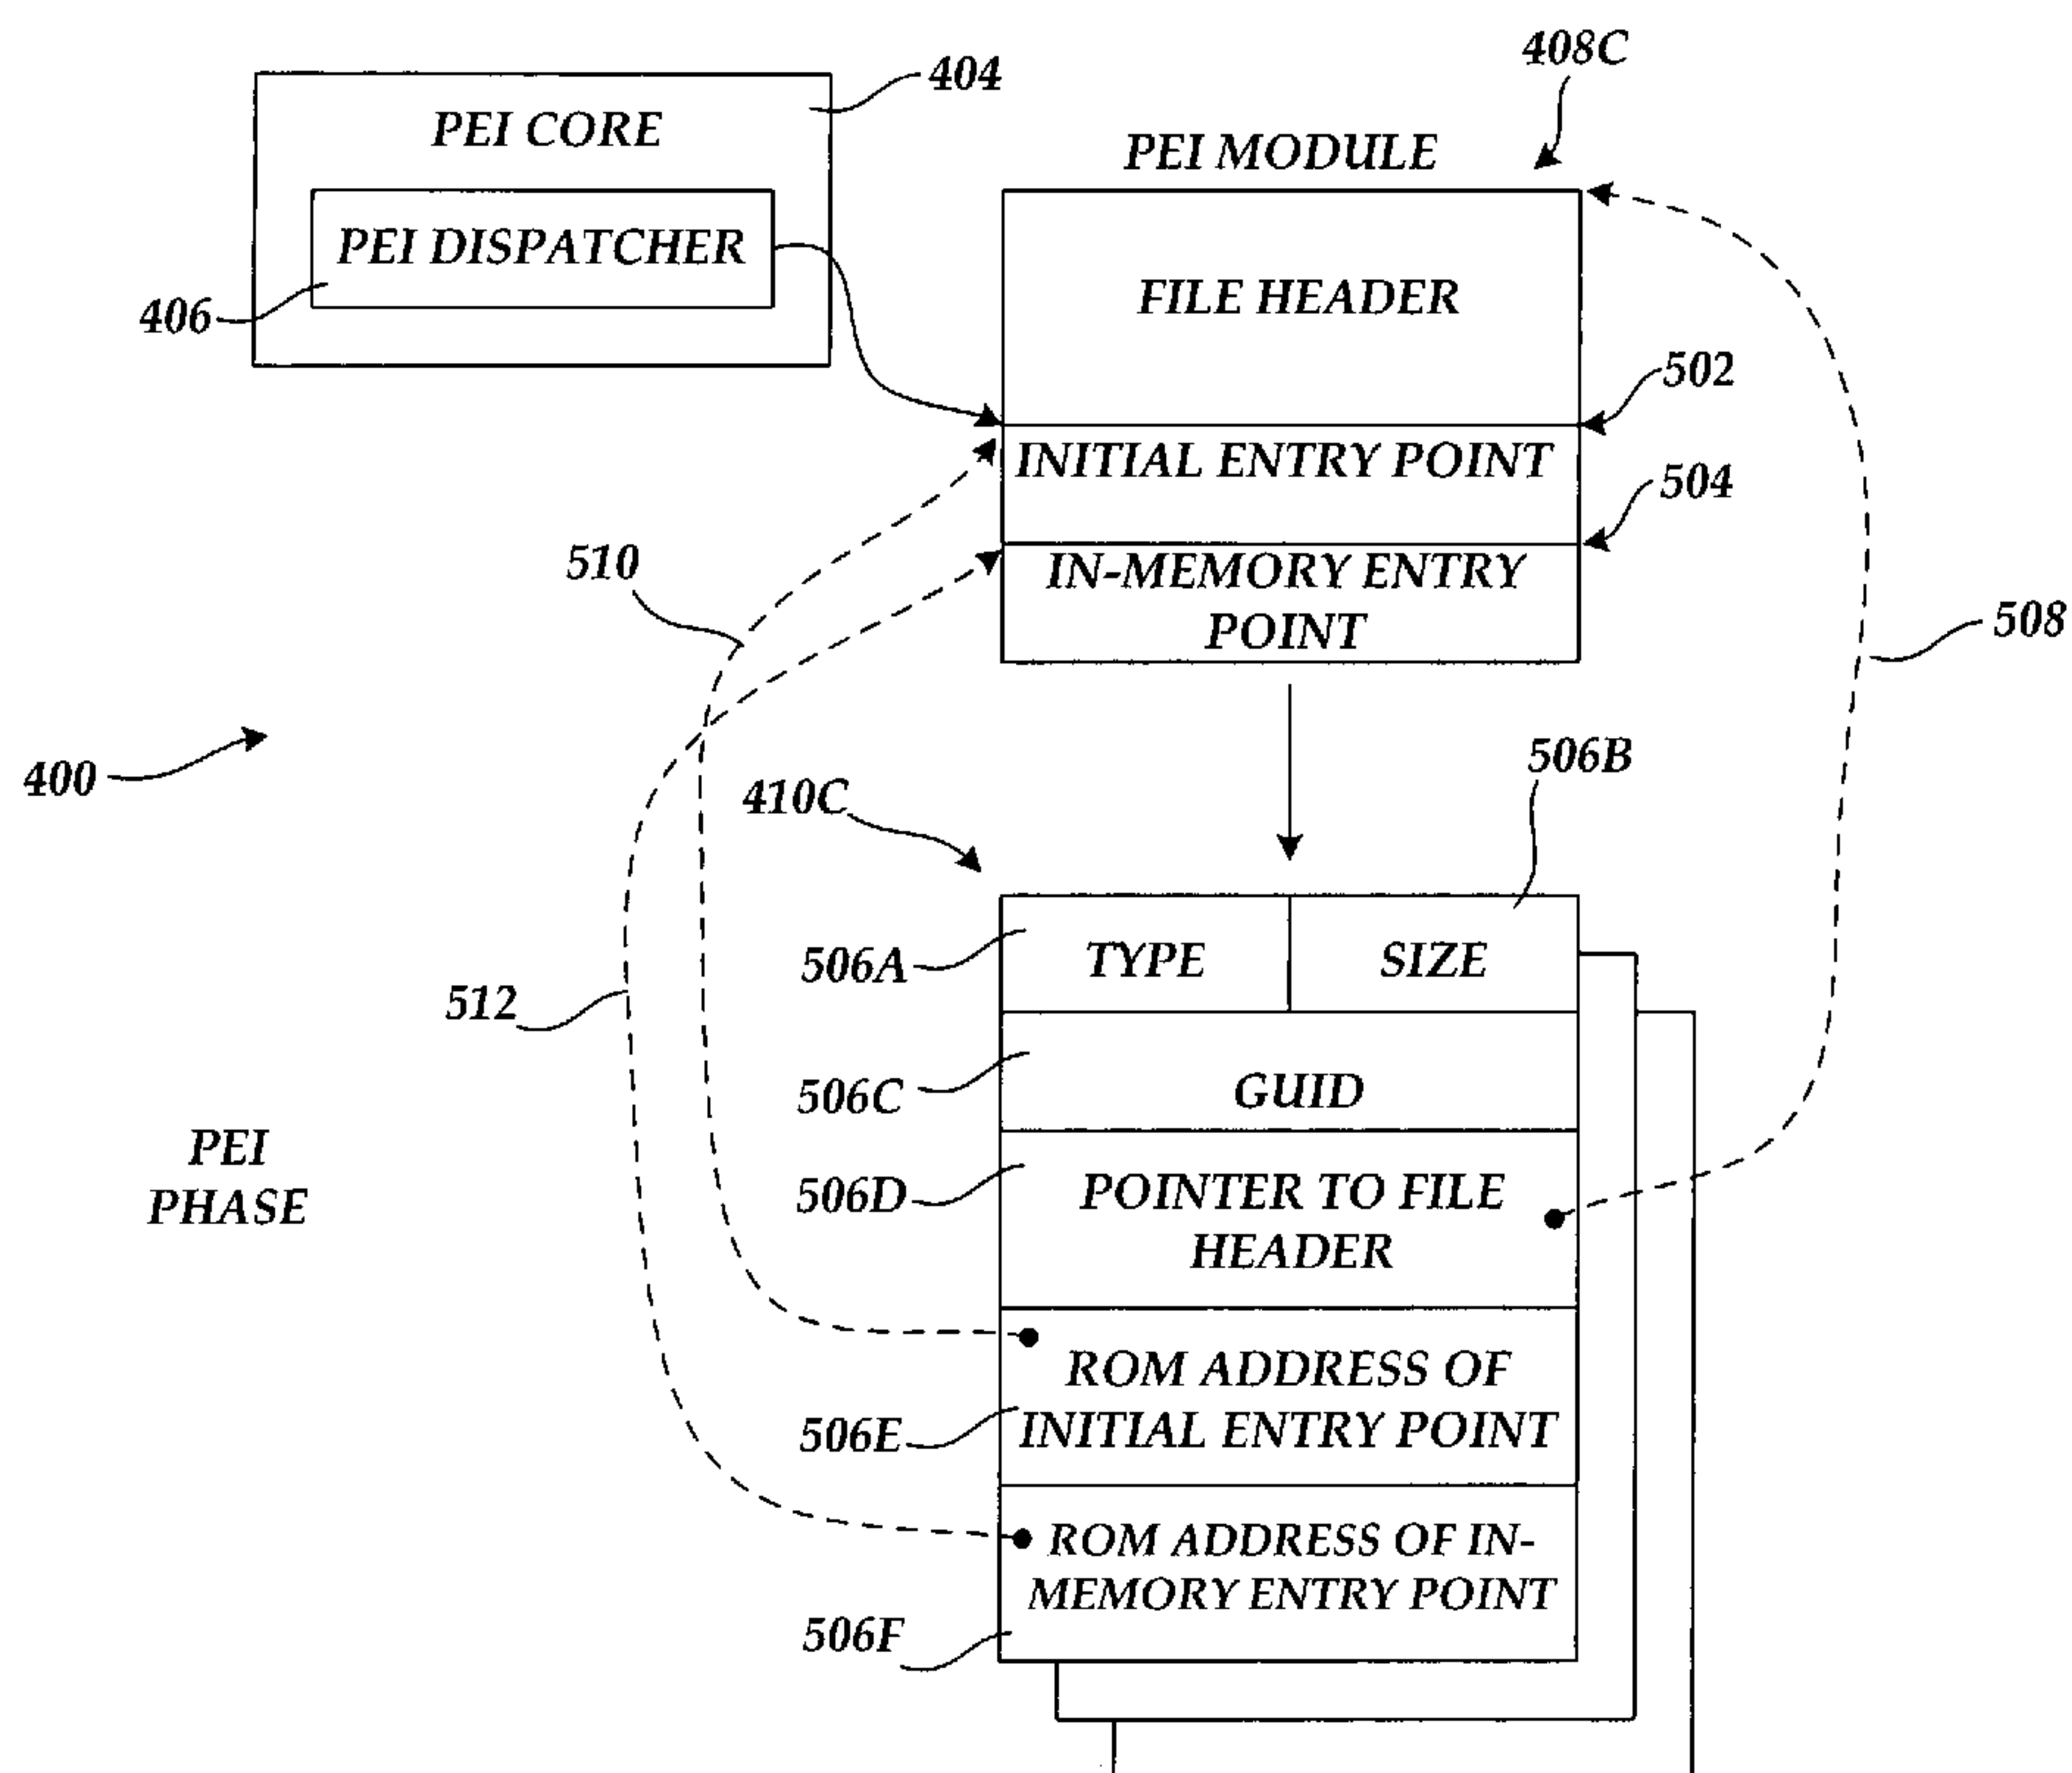 408C
404
PEI CORE
PEI MODULE
PEI DISPATCHER
406
FILE HEADER
502
INITIAL ENTRY POINT
504
510
IN-MEMORY ENTRY
POINT
508
400
506B
410C
506A
TYPE
SIZE
512
506C
GUID
PEI
PHASE
506D
POINTER TO FILE
HEADER
ROM ADDRESS OF
INITIAL ENTRY POINT
506E
ROM ADDRESS OF IN-
MEMORY ENTRY POINT
506F